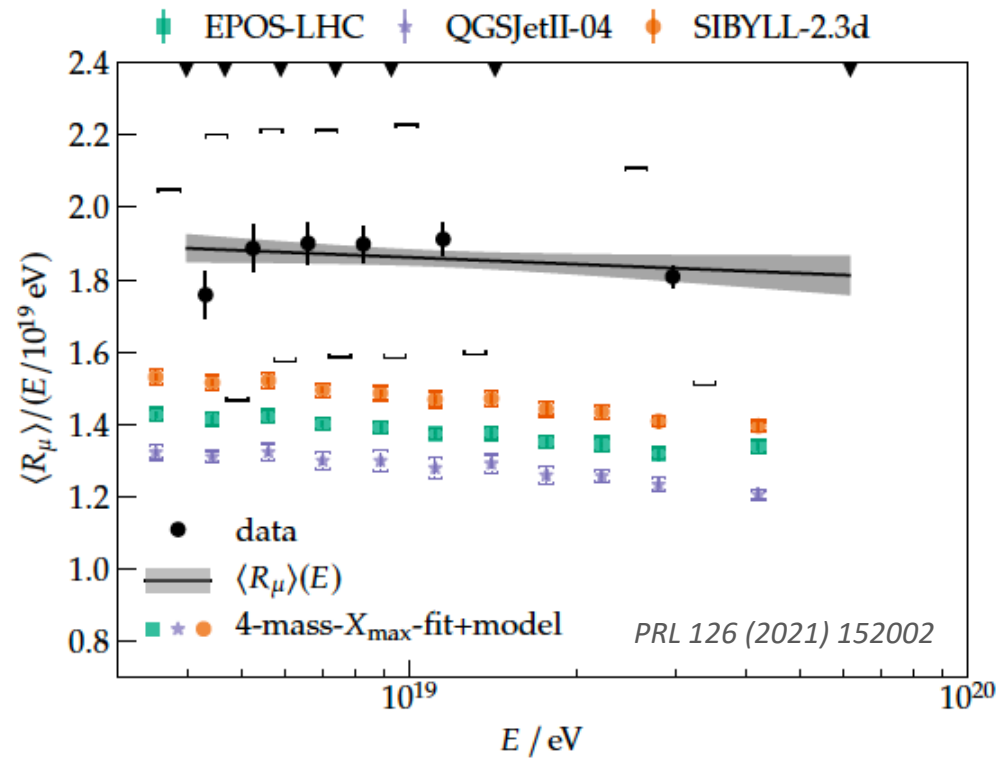 EPOS-LHC QGSJetII-04 SIBYLL-2.3d
2.4
2.2
2.0
1.8
1.6
1.4
1.2
1.0
0.8
⟨Rμ⟩/(E/10¹⁹ eV)
data
⟨Rμ⟩(E)
4-mass-Xmax-fit+model
PRL 126 (2021) 152002
10¹⁹ 10²⁰
E / eV